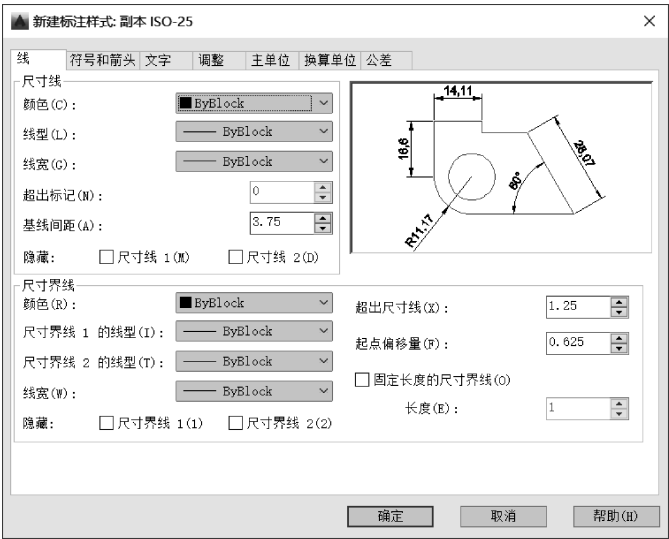 新建标注样式: 副本 ISO-25
线 符号和箭头 文字 调整 主单位 换算单位 公差
尺寸线
颜色(C): ByBlock
线型(L): ByBlock
线宽(G): ByBlock
超出标记(N): 0
基线间距(A): 3.75
隐藏: 尺寸线 1(M) 尺寸线 2(D)
14,11
16,6
28,07
60°
R11,17
尺寸界线
颜色(R): ByBlock
尺寸界线 1 的线型(I): ByBlock
尺寸界线 2 的线型(T): ByBlock
线宽(W): ByBlock
隐藏: 尺寸界线 1(1) 尺寸界线 2(2)
超出尺寸线(X): 1.25
起点偏移量(F): 0.625
固定长度的尺寸界线(O)
长度(E): 1
确定 取消 帮助(H)